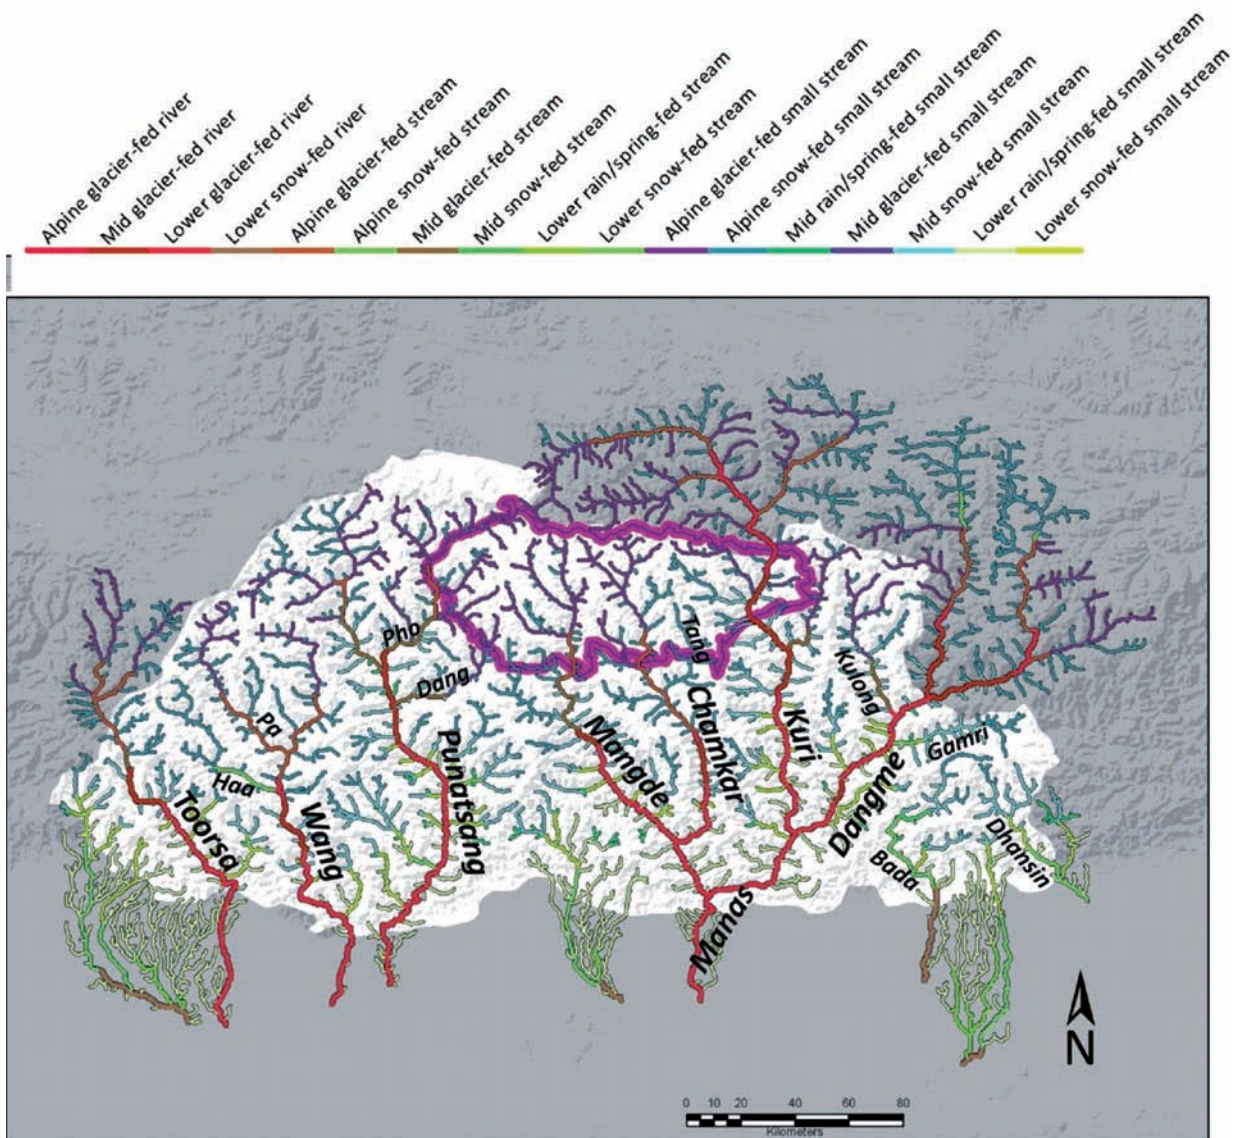 Alpine glacier-fed river
Mid glacier-fed river
Lower glacier-fed river
Lower snow-fed river
Alpine glacier-fed stream
Alpine snow-fed stream
Mid glacier-fed stream
Mid snow-fed stream
Lower rain/spring-fed stream
Lower snow-fed stream
Alpine glacier-fed small stream
Alpine snow-fed small stream
Mid rain/spring-fed small stream
Mid glacier-fed small stream
Mid snow-fed small stream
Lower rain/spring-fed small stream
Lower snow-fed small stream
Pho
Tang
Dang
Kulong
Pa
Chamkar
Kuri
Mangde
Punatsang
Gamri
Haa
Toorsa
Wang
Dangme
Dhansin
Bada
Manas
N
0 10 20 40 60 80
Kilometers